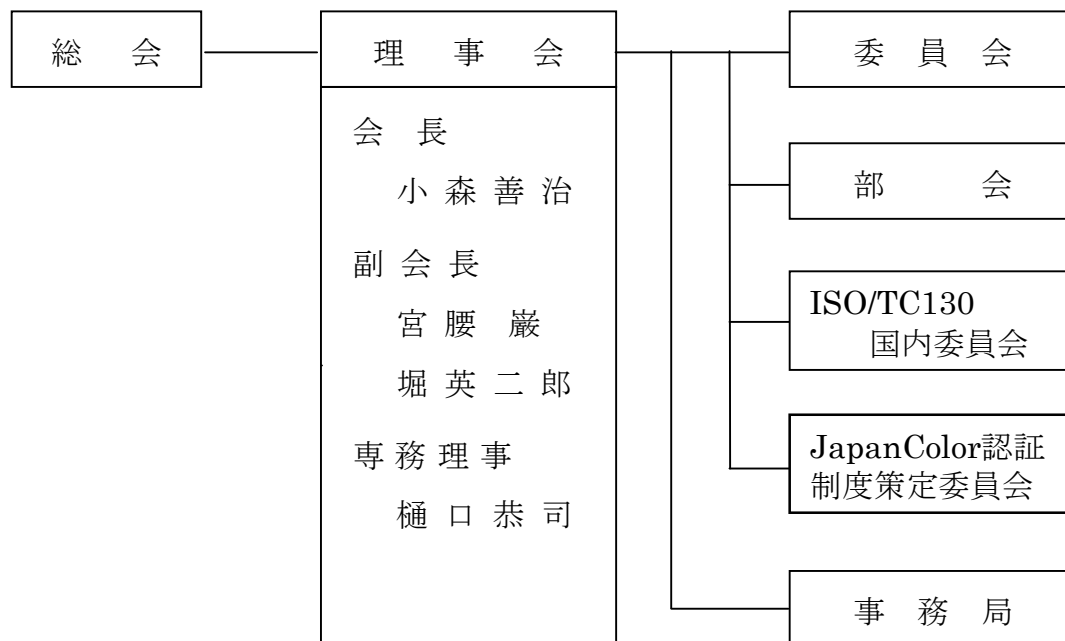 総会
理事会
会長
小森善治
副会長
宮腰巌
堀英二郎
専務理事
樋口恭司
委員会
部会
ISO/TC130
国内委員会
JapanColor認証
制度策定委員会
事務局